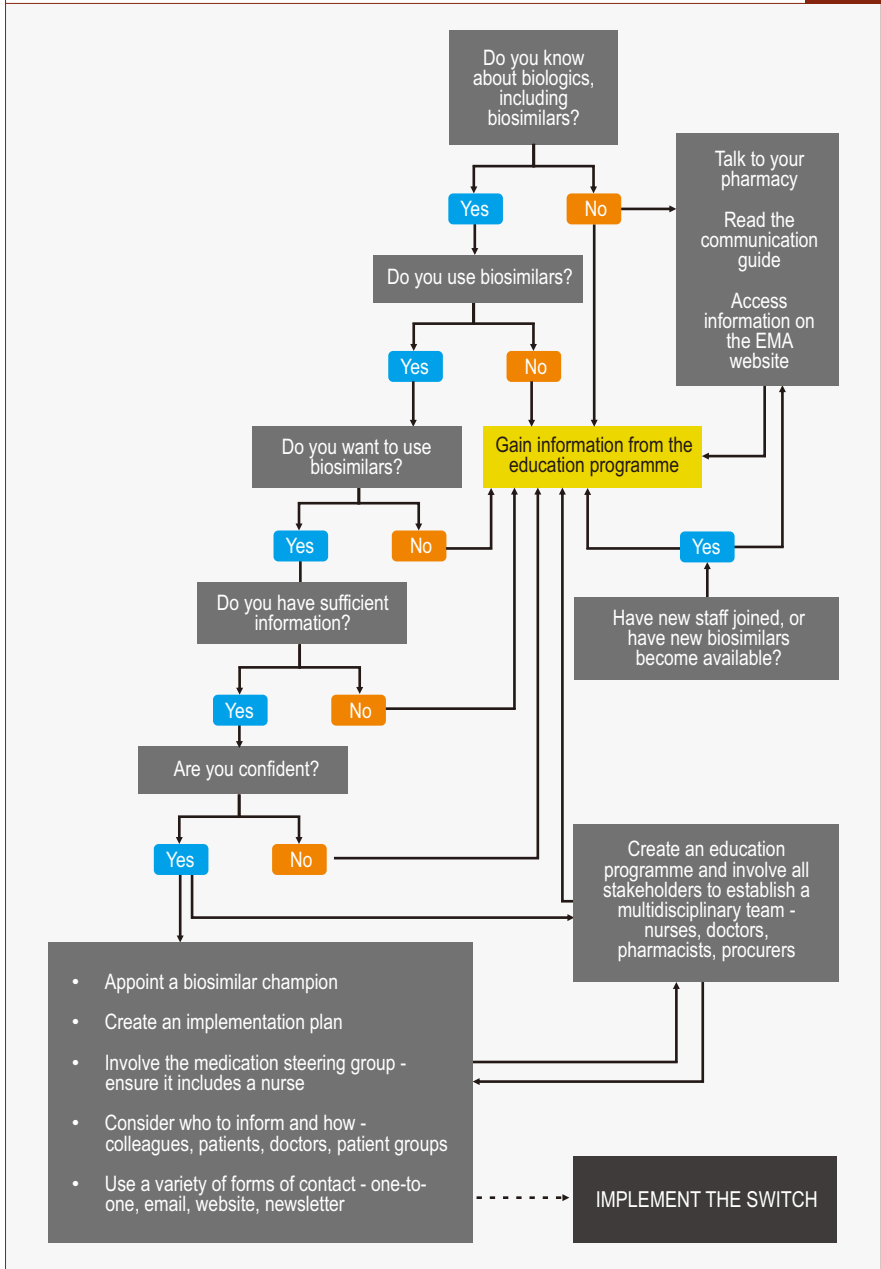 Do you know
about biologics,
including
biosimilars?
Talk to your
pharmacy
Read the
communication
guide
Access
information on
the EMA
website
Yes
No
Do you use biosimilars?
Yes
No
Do you want to use
biosimilars?
Gain information from the
education programme
Yes
No
Yes
Do you have sufficient
information?
Have new staff joined, or
have new biosimilars
become available?
Yes
No
Are you confident?
Yes
No
Create an education
programme and involve all
stakeholders to establish a
multidisciplinary team -
nurses, doctors,
pharmacists, procurers
• Appoint a biosimilar champion
• Create an implementation plan
• Involve the medication steering group -
ensure it includes a nurse
• Consider who to inform and how -
colleagues, patients, doctors, patient groups
• Use a variety of forms of contact - one-to-
one, email, website, newsletter
IMPLEMENT THE SWITCH